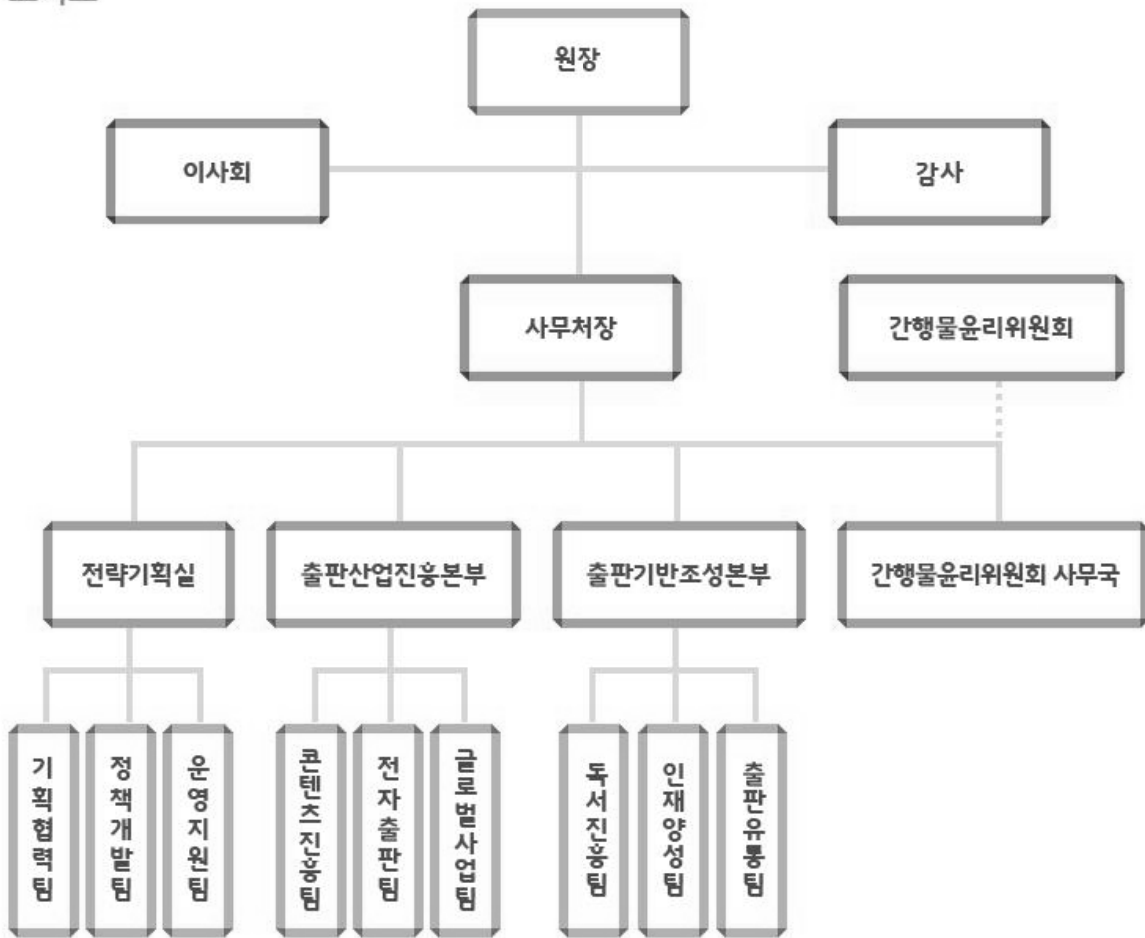 원장
이사회
감사
사무처장
간행물윤리위원회
전략기획실
출판산업진흥본부
출판기반조성본부
간행물윤리위원회 사무국
기획협력팀
정책개발팀
운영지원팀
콘텐츠진흥팀
전자출판팀
글로벌사업팀
독서진흥팀
인재양성팀
출판유통팀